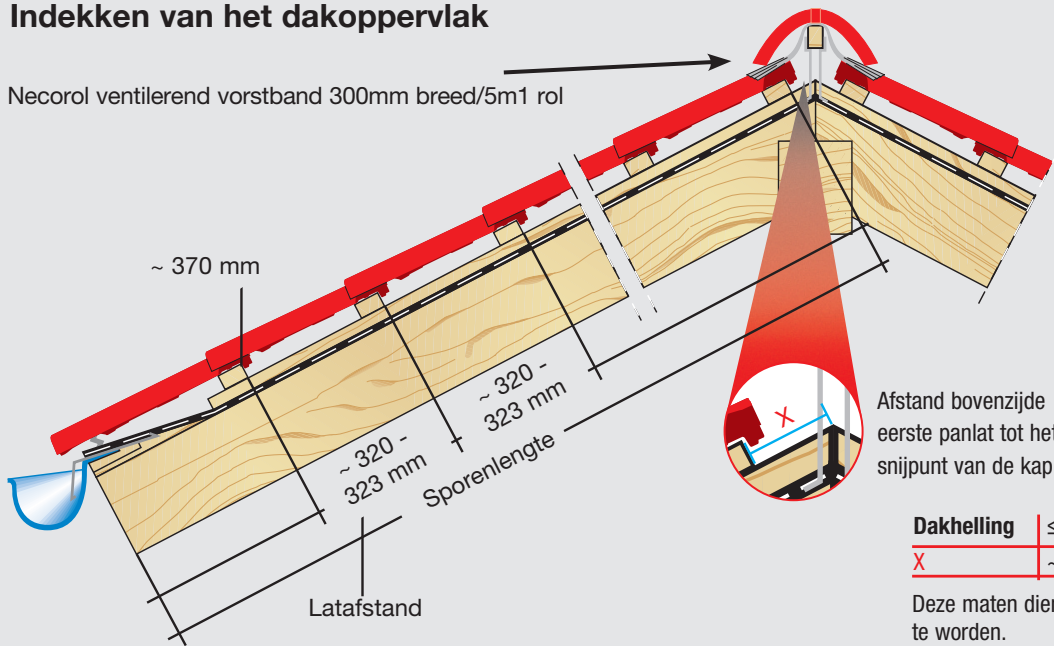 Indekken van het dakoppervlak
Necorol ventilerend vorstband 300mm breed/5m1 rol
~ 370 mm
~ 320 -
323 mm
~ 320 -
323 mm
Sporenlengte
Latafstand
X
Afstand bovenzijde
eerste panlat tot het
snijpunt van de kap
Dakhelling ≤
X ~
Deze maten dien
te worden.